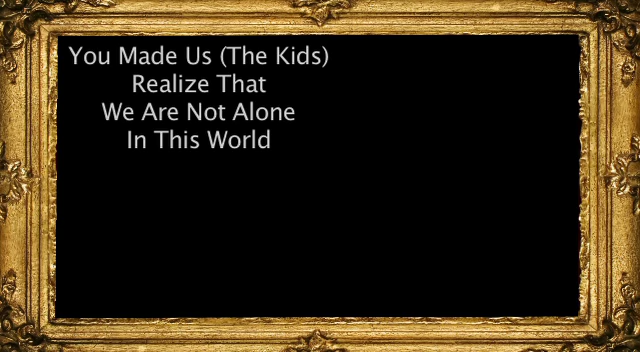 You Made Us (The Kids)
Realize That
We Are Not Alone
In This World